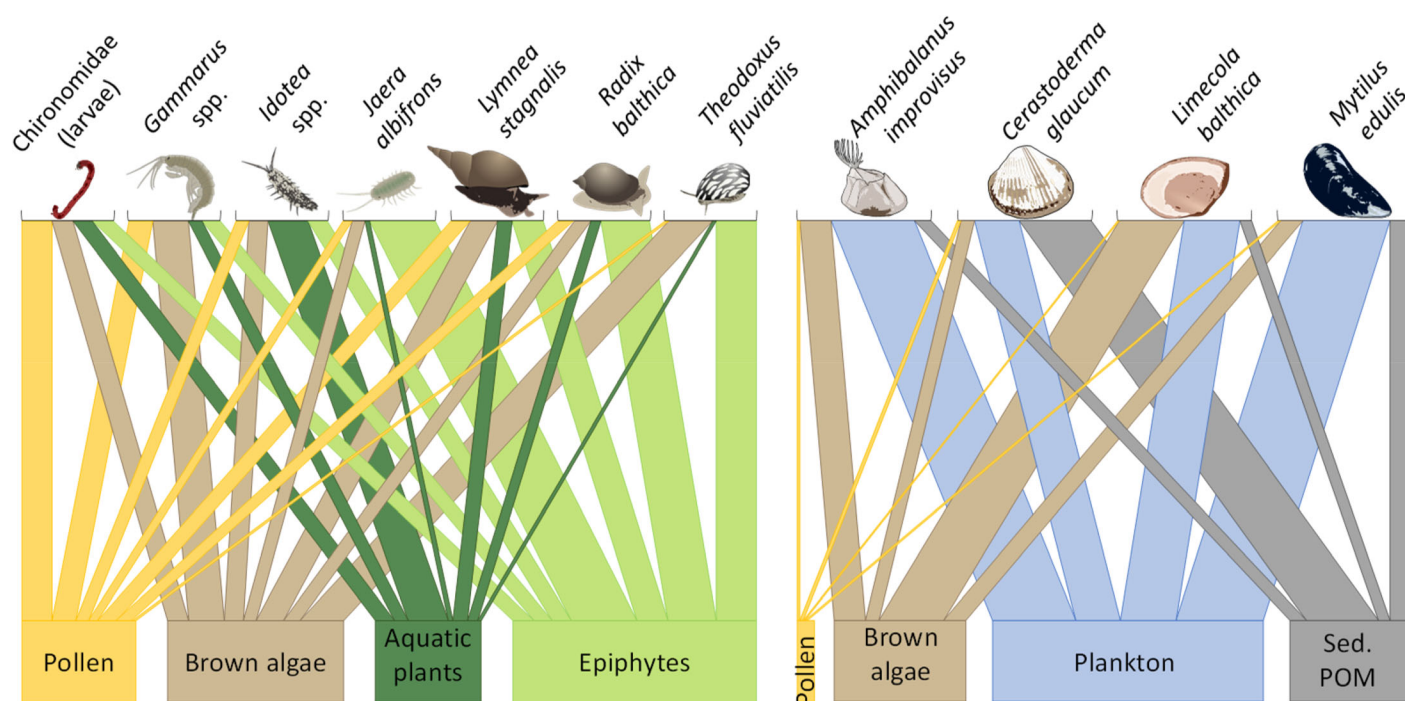 Chironomidae
(larvae)
Gammarus
spp.
Idotea
spp.
Jaera
albifrons
Lymnea
stagnalis
Radix
balthica
Theodoxus
fluviatilis
Amphibalanus
improvisus
Cerastoderma
glaucum
Limecola
balthica
Mytilus
edulis
Pollen
Brown algae
Aquatic
plants
Epiphytes
Pollen
Brown
algae
Plankton
Sed.
POM